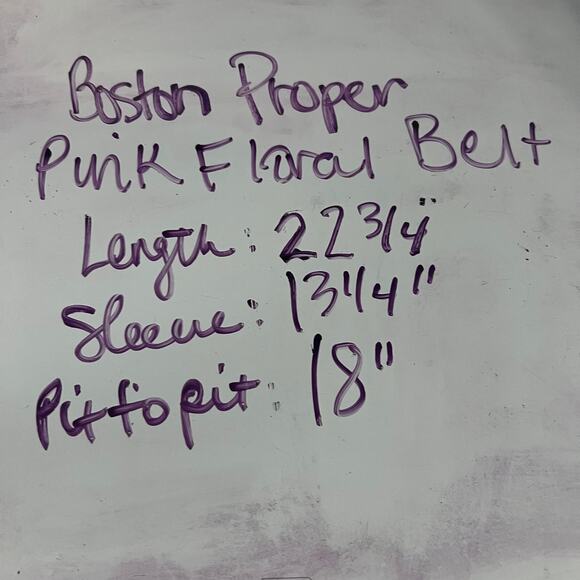 Boston Proper
Pink Floral Belt
Length: 22 3/4"
Sleeve: 13 1/4"
Pit to pit: 18"